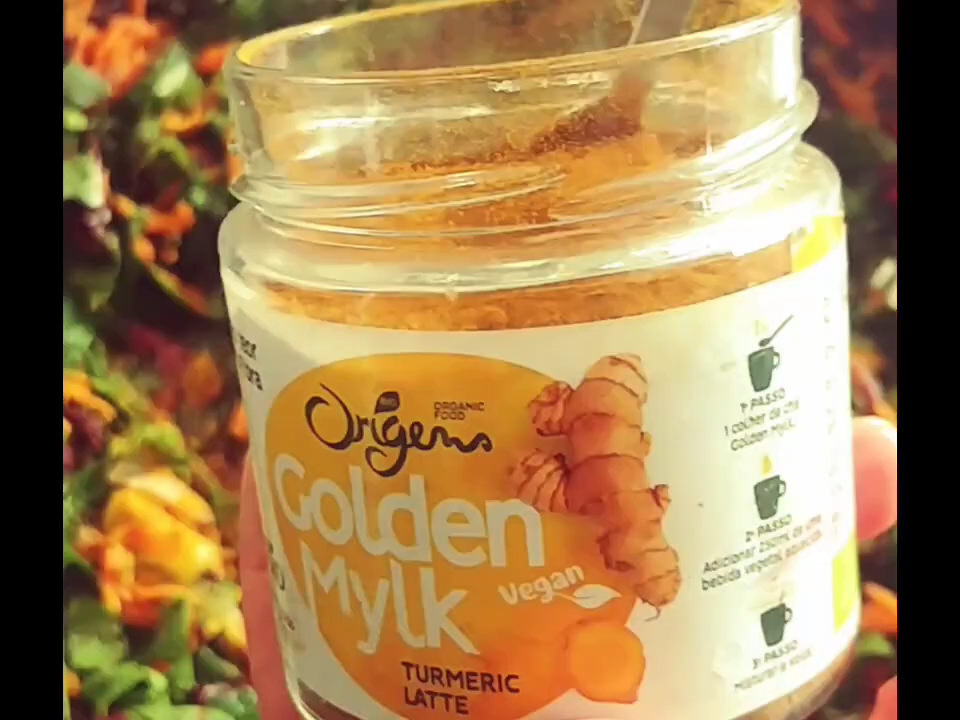 Origens
ORGANIC
FOOD
Golden
Mylk
Vegan
TURMERIC
LATTE
1º PASSO
1 colher de chá
Golden Mylk.
2º PASSO
Adicionar 250ml de uma
bebida vegetal aquecida.
3º PASSO
Misturar e